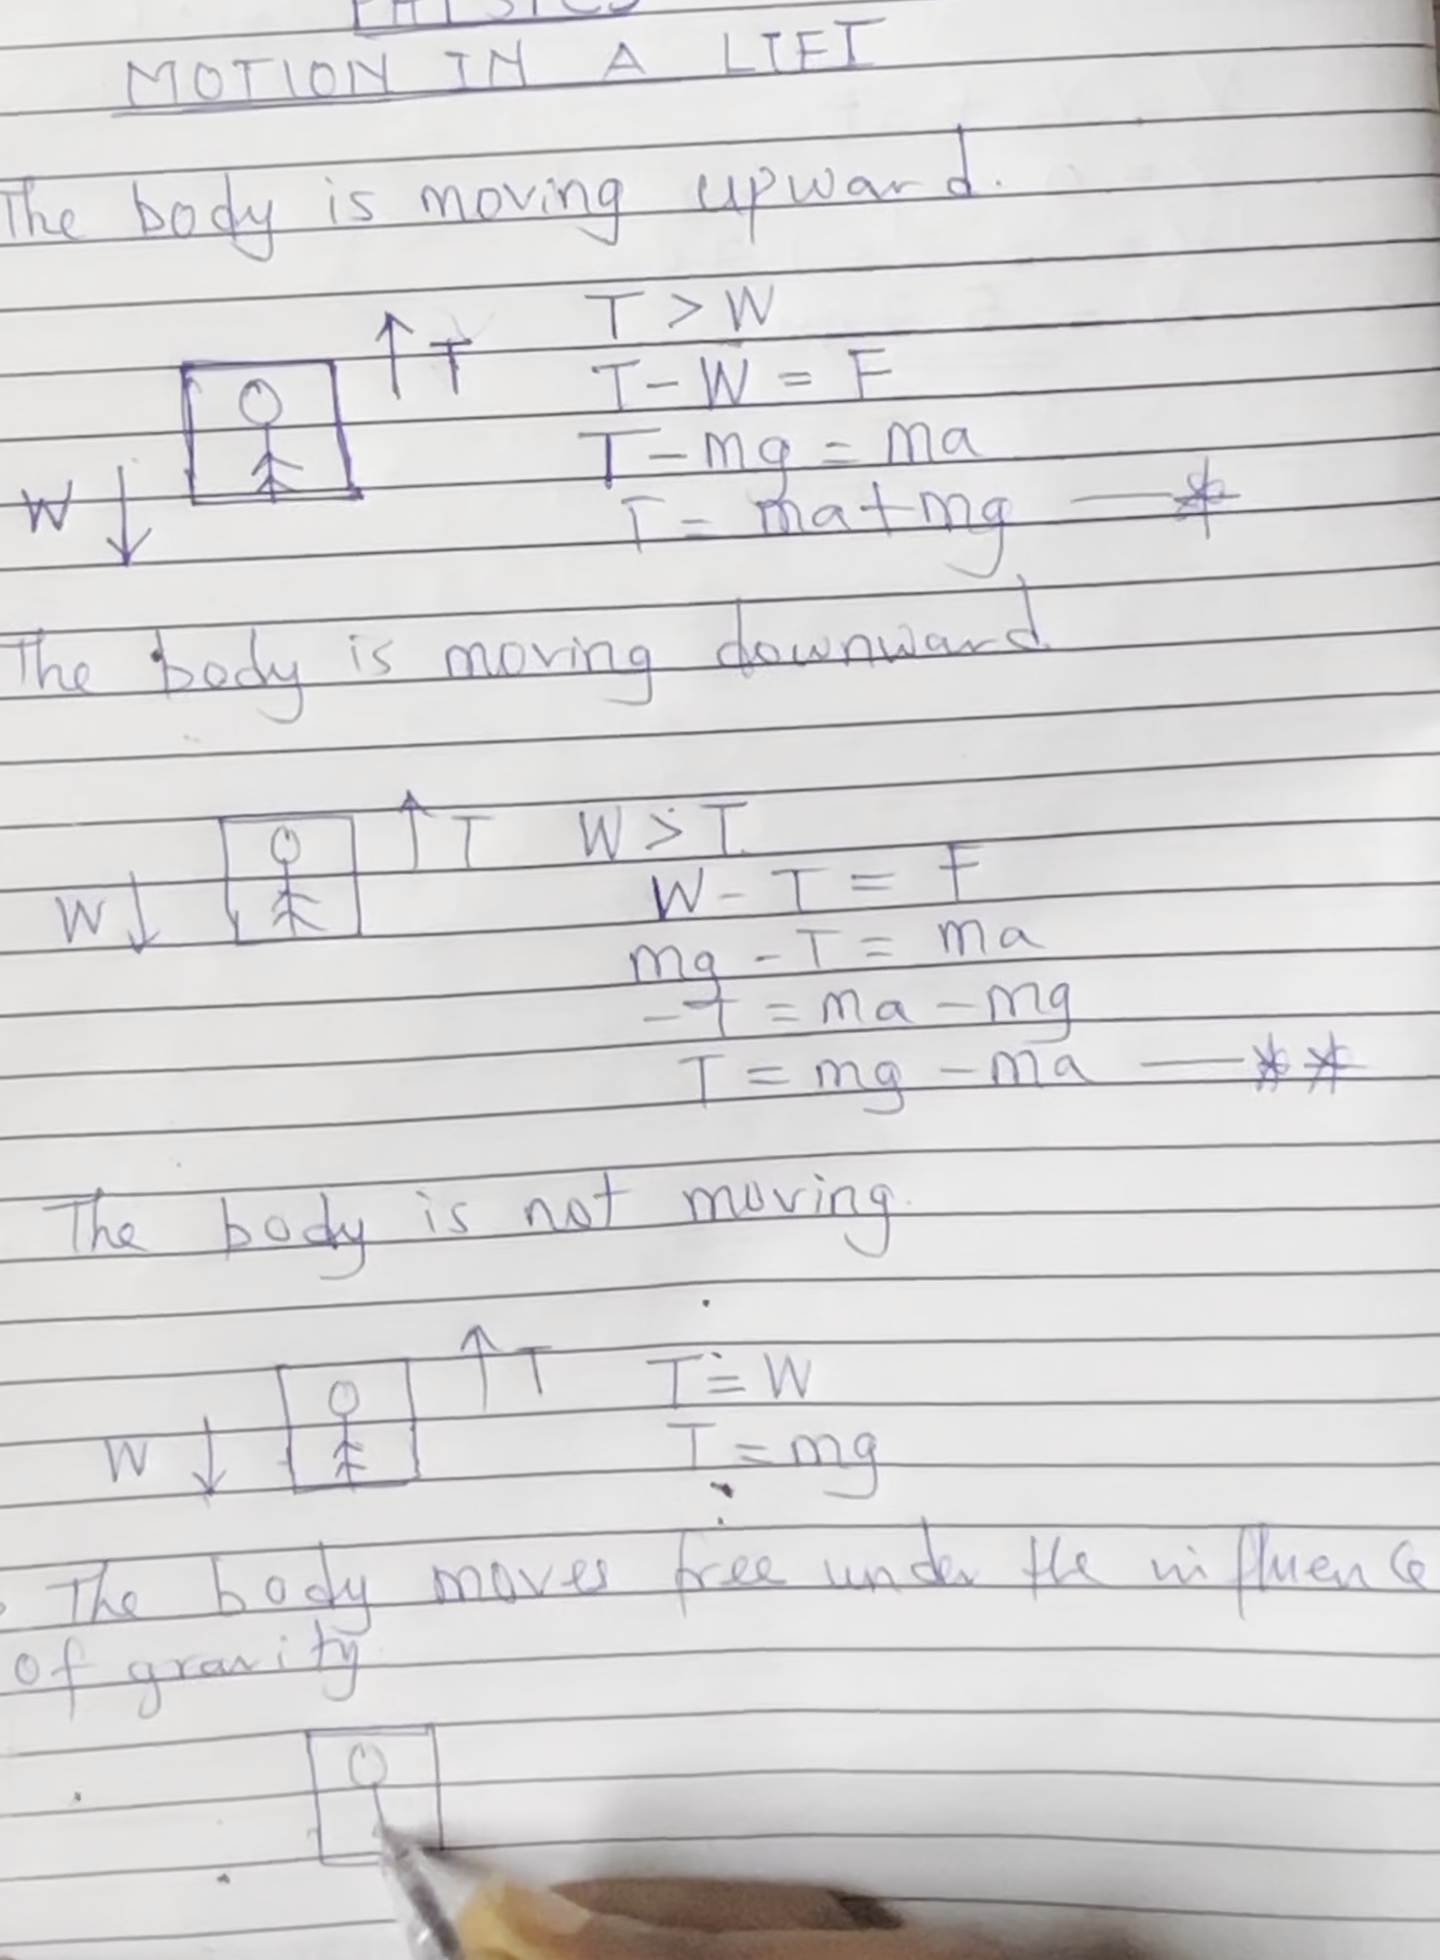 PHYSICS
MOTION IN A LIFT
The body is moving upward.
T > W
↑ T
T - W = F
T - mg = ma
W ↓
T = ma + mg —*
The body is moving downward.
↑ T W > T
W ↓
W - T = F
mg - T = ma
-T = ma - mg
T = mg - ma —**
The body is not moving.
↑ T T = W
W ↓
T = mg
The body moves free under the influence
of gravity